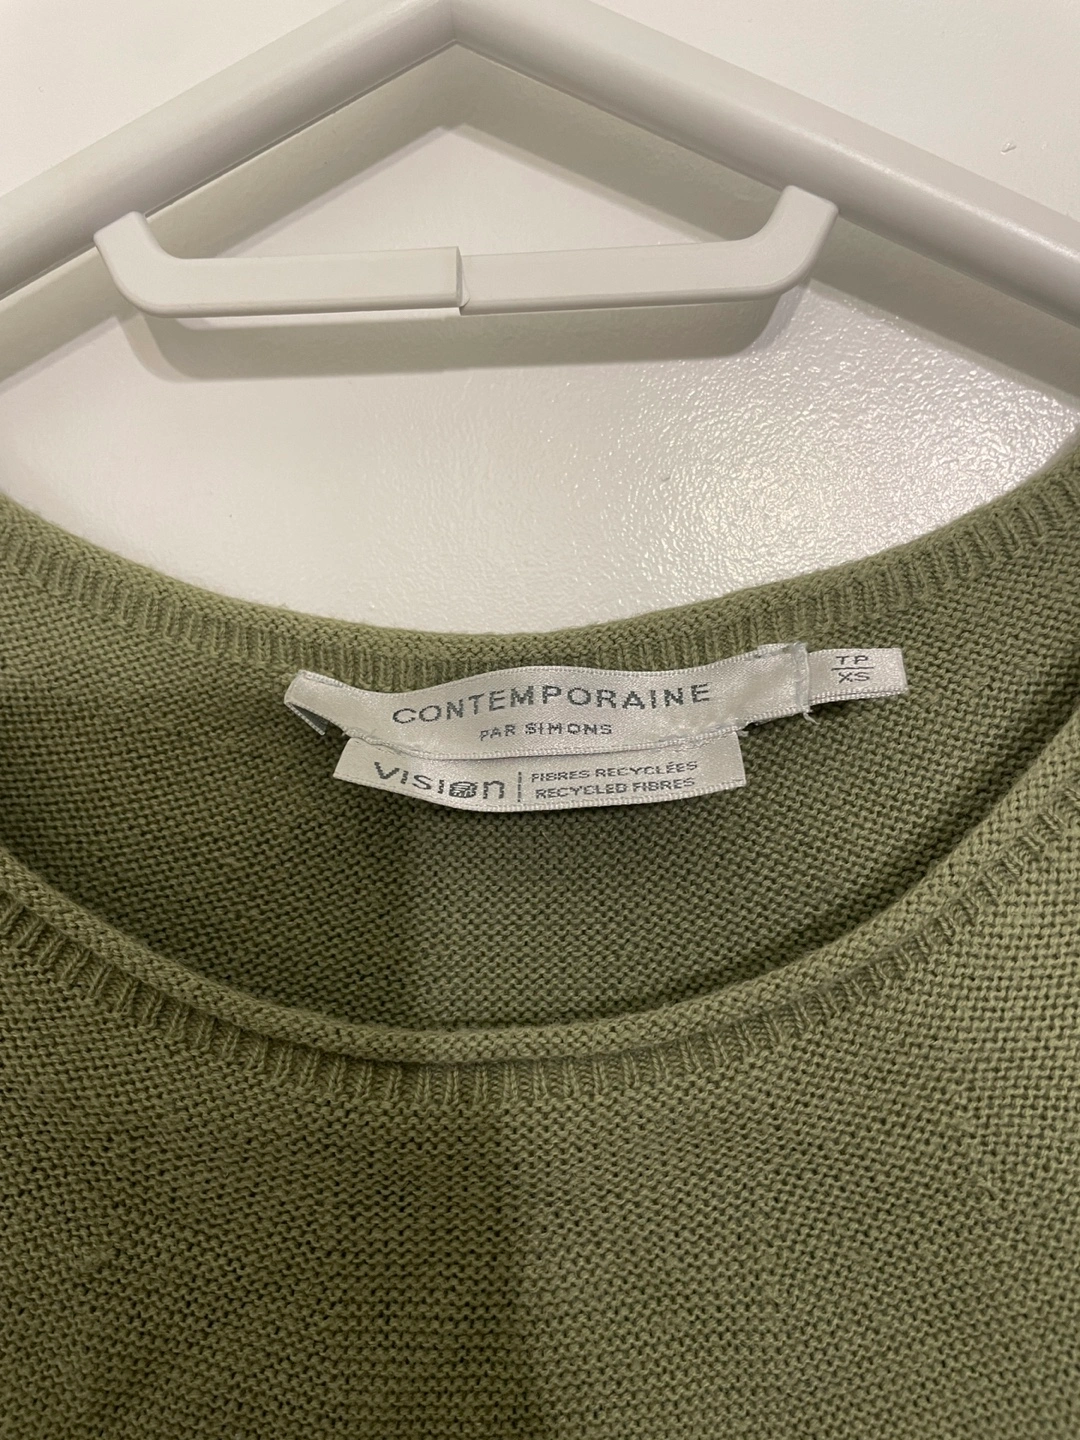 CONTEMPORAINE
PAR SIMONS
TP
XS
VISION
FIBRES RECYCLÉES
RECYCLED FIBRES